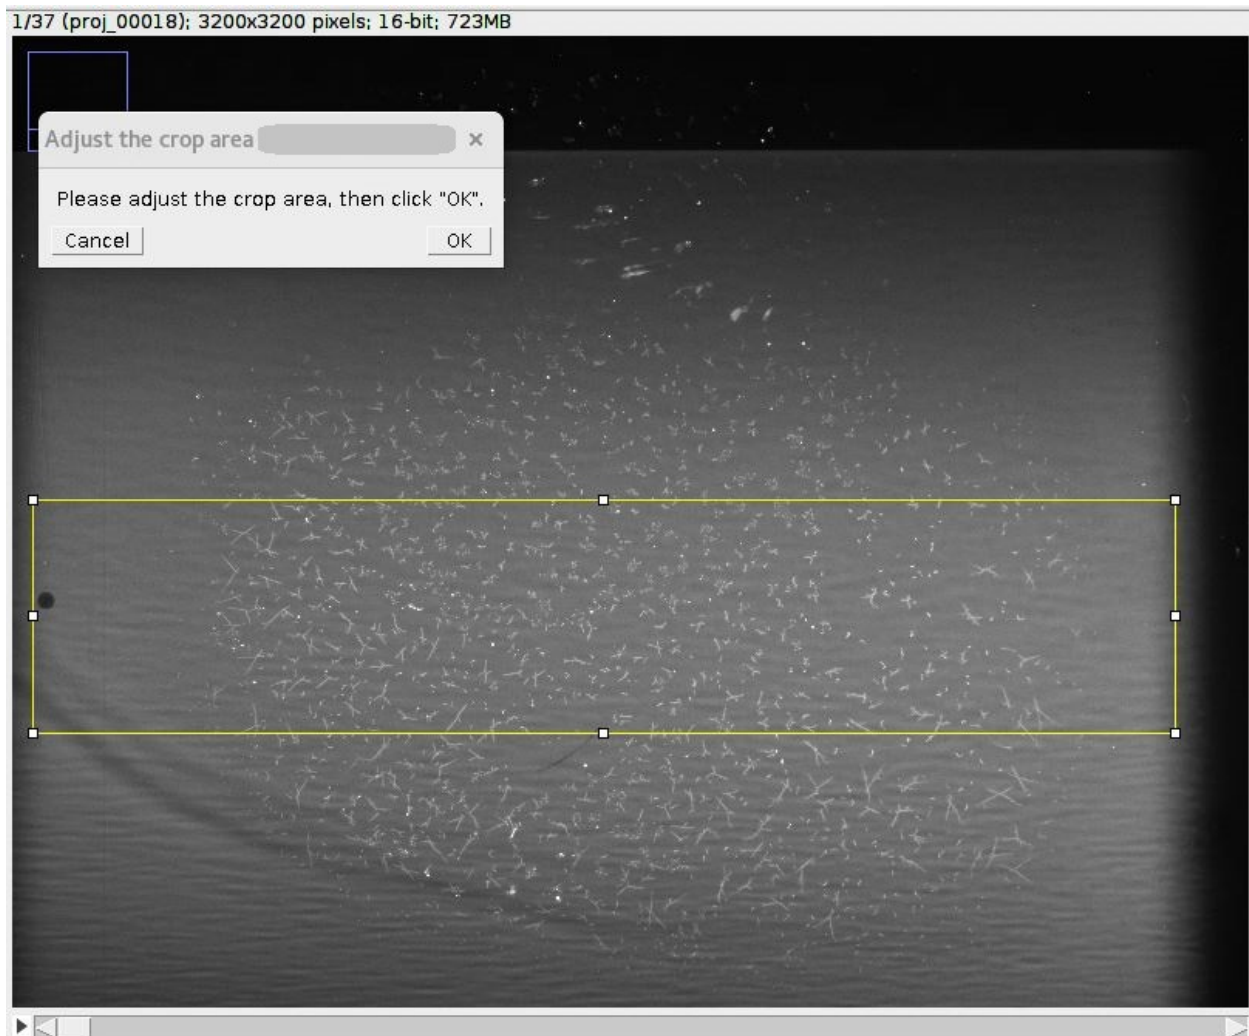 1/37 (proj_00018); 3200x3200 pixels; 16-bit; 723MB
Adjust the crop area
Please adjust the crop area, then click "OK".
Cancel OK